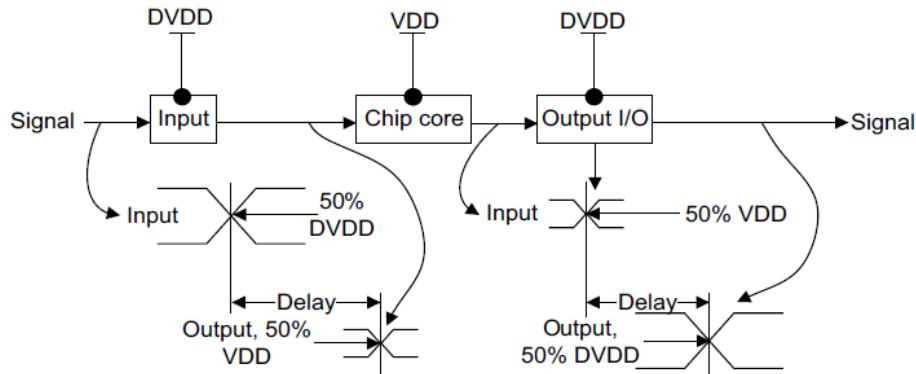 DVDD
VDD
DVDD
Signal
Input
Chip core
Output I/O
Signal
Input
50%
DVDD
Input
50% VDD
Delay
Output, 50%
VDD
Delay
Output,
50% DVDD